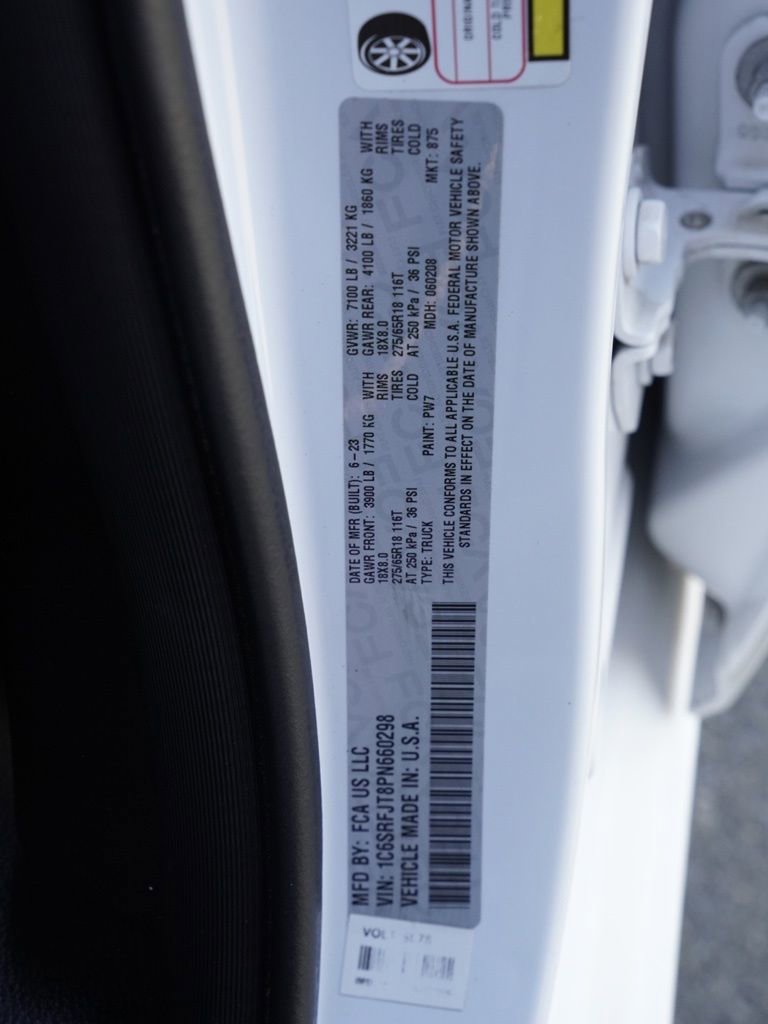 MFD BY: FCA US LLC
VIN: 1C6SRFJT8PN660298
VEHICLE MADE IN: U.S.A.
DATE OF MFR (BUILT): 6-23
GAWR FRONT: 3900 LB / 1770 KG WITH
18X8.0 RIMS
275/65R18 116T TIRES
AT 250 kPa / 36 PSI COLD
GVWR: 7100 LB / 3221 KG
GAWR REAR: 4100 LB / 1860 KG WITH
18X8.0 RIMS
275/65R18 116T TIRES
AT 250 kPa / 36 PSI COLD
TYPE: TRUCK PAINT: PW7 MDH: 060208 MKT: 875
THIS VEHICLE CONFORMS TO ALL APPLICABLE U.S.A. FEDERAL MOTOR VEHICLE SAFETY
STANDARDS IN EFFECT ON THE DATE OF MANUFACTURE SHOWN ABOVE.